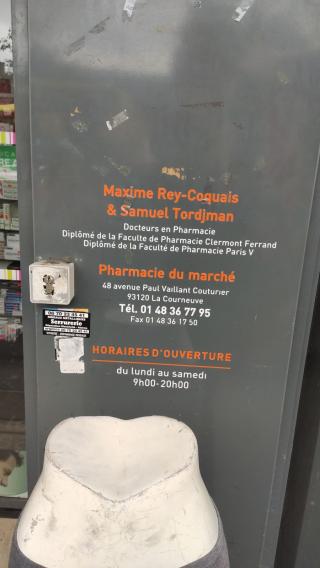 Maxime Rey-Coquais
& Samuel Tordjman
Docteurs en Pharmacie
Diplômé de la Faculte de Pharmacie Clermont Ferrand
Diplômé de la Faculté de Pharmacie Paris V
Pharmacie du marché
48 avenue Paul Vaillant Couturier
93120 La Courneuve
Tél. 01 48 36 77 95
Fax 01 48 36 17 50
Serrurerie
HORAIRES D'OUVERTURE
du lundi au samedi
9h00-20h00